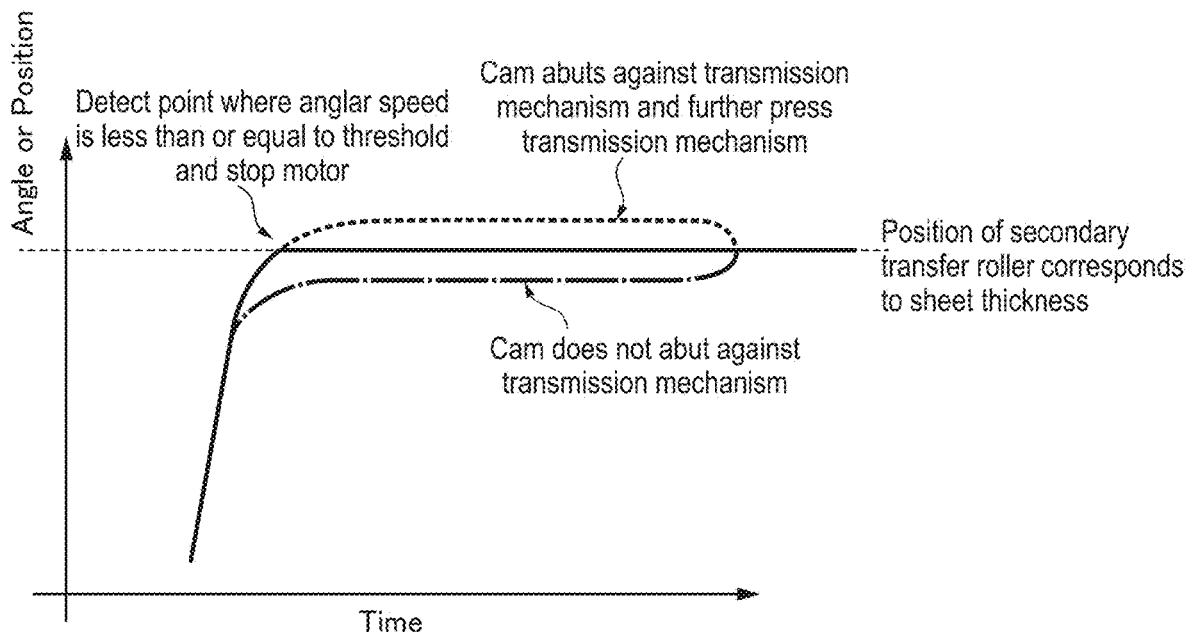 Angle or Position
Detect point where anglar speed
is less than or equal to threshold
and stop motor
Cam abuts against transmission
mechanism and further press
transmission mechanism
Position of secondary
transfer roller corresponds
to sheet thickness
Cam does not abut against
transmission mechanism
Time